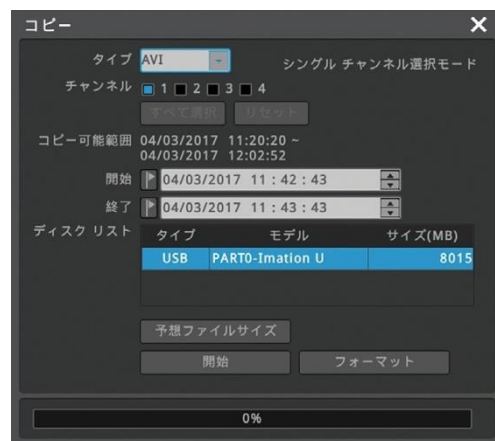 コピー
タイプ AVI シングル チャンネル選択モード
チャンネル 1 2 3 4
すべて選択 リセット
コピー可能範囲 04/03/2017 11:20:20 ~
04/03/2017 12:02:52
開始 04/03/2017 11 : 42 : 43
終了 04/03/2017 11 : 43 : 43
ディスク リスト タイプ モデル サイズ(MB)
USB PART0-Imation U 8015
予想ファイルサイズ
開始 フォーマット
0%